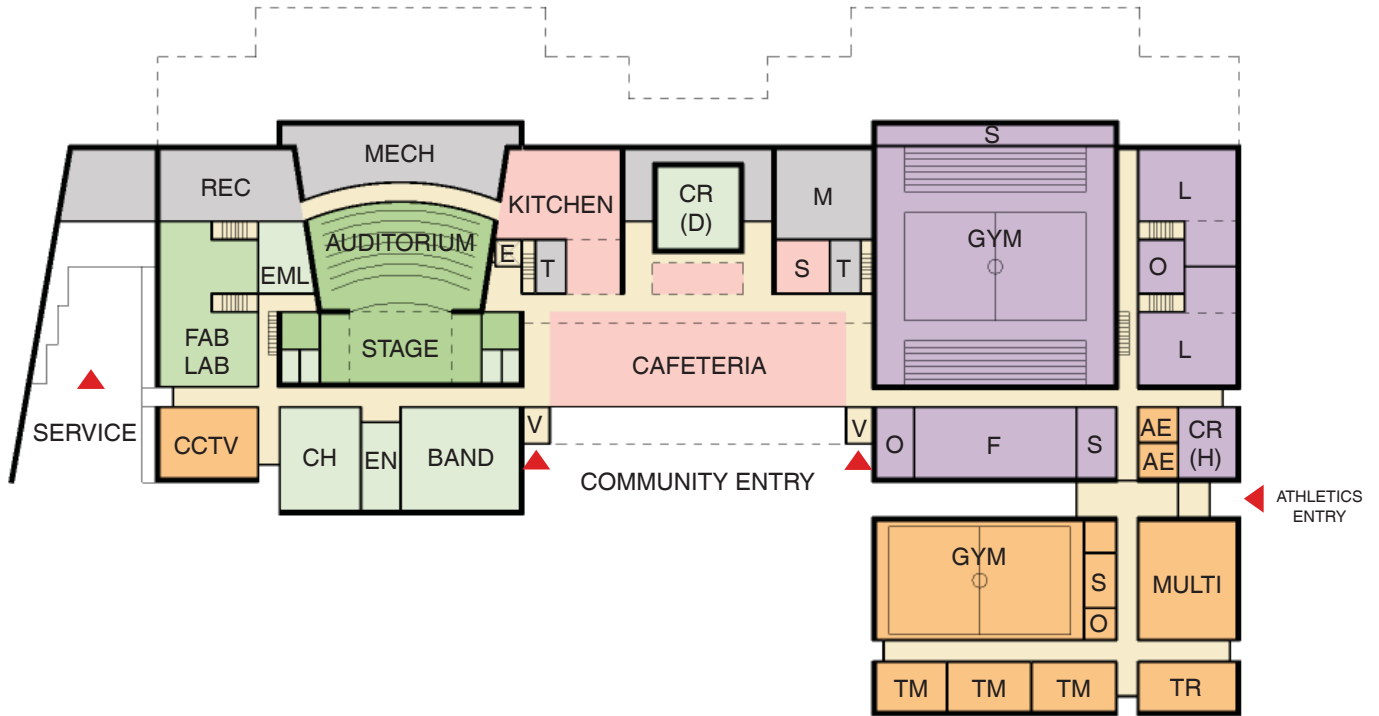 S
MECH
REC
KITCHEN
CR
(D)
M
L
AUDITORIUM
GYM
E
T
S
T
O
EML
FAB
LAB
STAGE
CAFETERIA
L
SERVICE
CCTV
CH
EN
BAND
V
V
O
F
S
AE
AE
CR
(H)
COMMUNITY ENTRY
ATHLETICS
ENTRY
GYM
S
O
MULTI
TM
TM
TM
TR